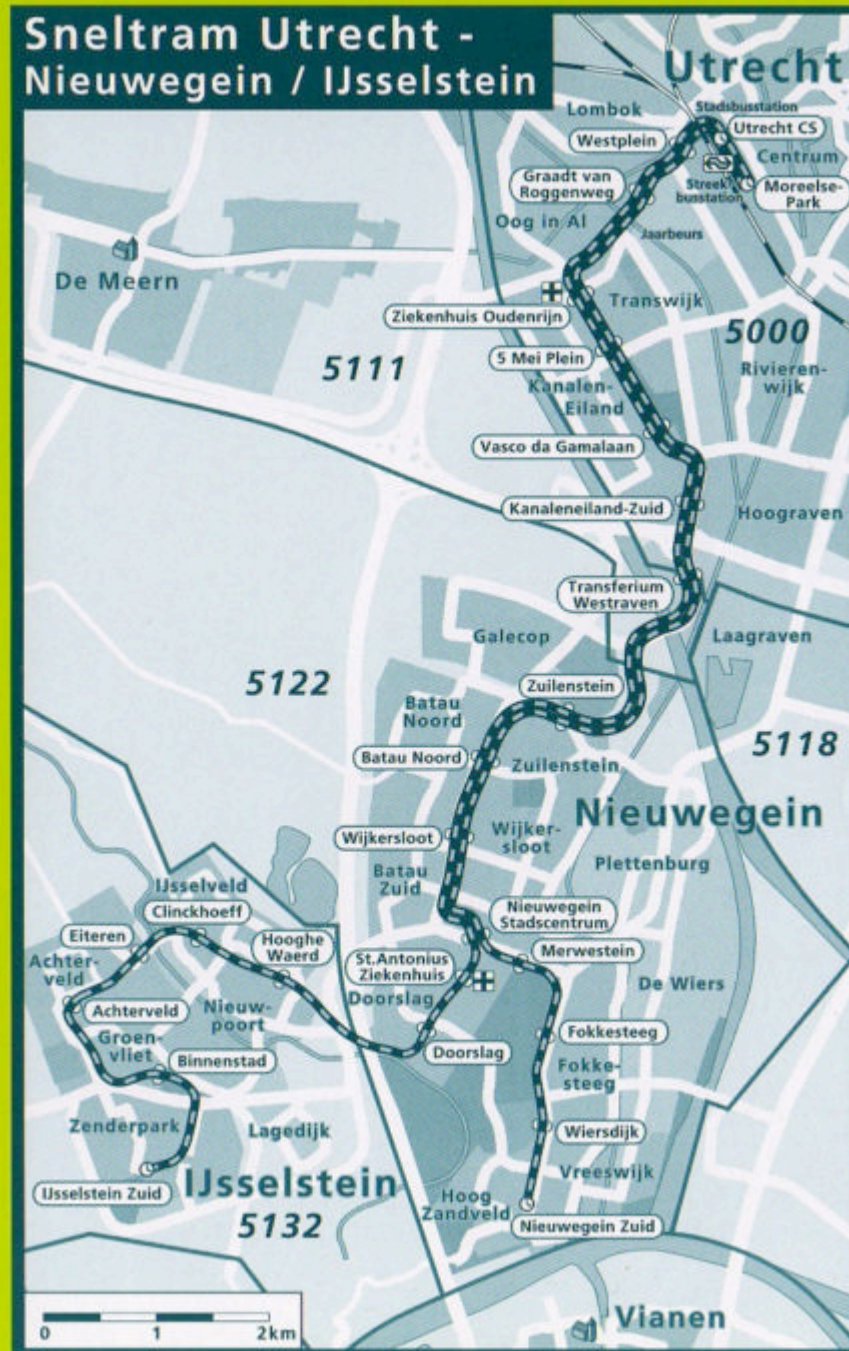 Sneltram Utrecht -
Nieuwegein / IJsselstein
Utrecht
Lombok
Stadsbusstation
Westplein
Utrecht CS
Centrum
Graadt van
Roggenweg
Streek-
busstation
Moreelse-
Park
Oog in Al
Jaarbeurs
De Meern
Ziekenhuis Oudenrijn
Transwijk
5000
5111
5 Mei Plein
Rivieren-
wijk
Kanalen-
Eiland
Vasco da Gamalaan
Kanaleneiland-Zuid
Hoograven
Transferium
Westraven
Galecop
Laagraven
5122
Zuilenstein
Batau
Noord
5118
Batau Noord
Zuilenstein
Nieuwegein
Wijkersloot
Wijker-
sloot
Plettenburg
Batau
Zuid
IJsselveld
Clinckhoeff
Nieuwegein
Stadscentrum
Eiteren
Hooghe
Waerd
Merwestein
Achter-
veld
St.Antonius
Ziekenhuis
De Wiers
Achterveld
Nieuw-
poort
Doorslag
Groen-
vliet
Fokkesteeg
Binnenstad
Doorslag
Fokke-
steeg
Zenderpark
Lagedijk
Wiersdijk
IJsselstein Zuid
IJsselstein
5132
Vreeswijk
Hoog
Zandveld
Nieuwegein Zuid
0 1 2km
Vianen